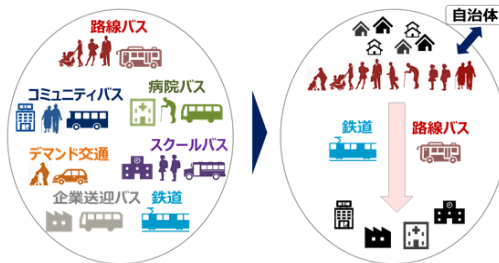 路線バス
コミュニティバス
病院バス
デマンド交通
スクールバス
企業送迎バス
鉄道
自治体
鉄道
路線バス